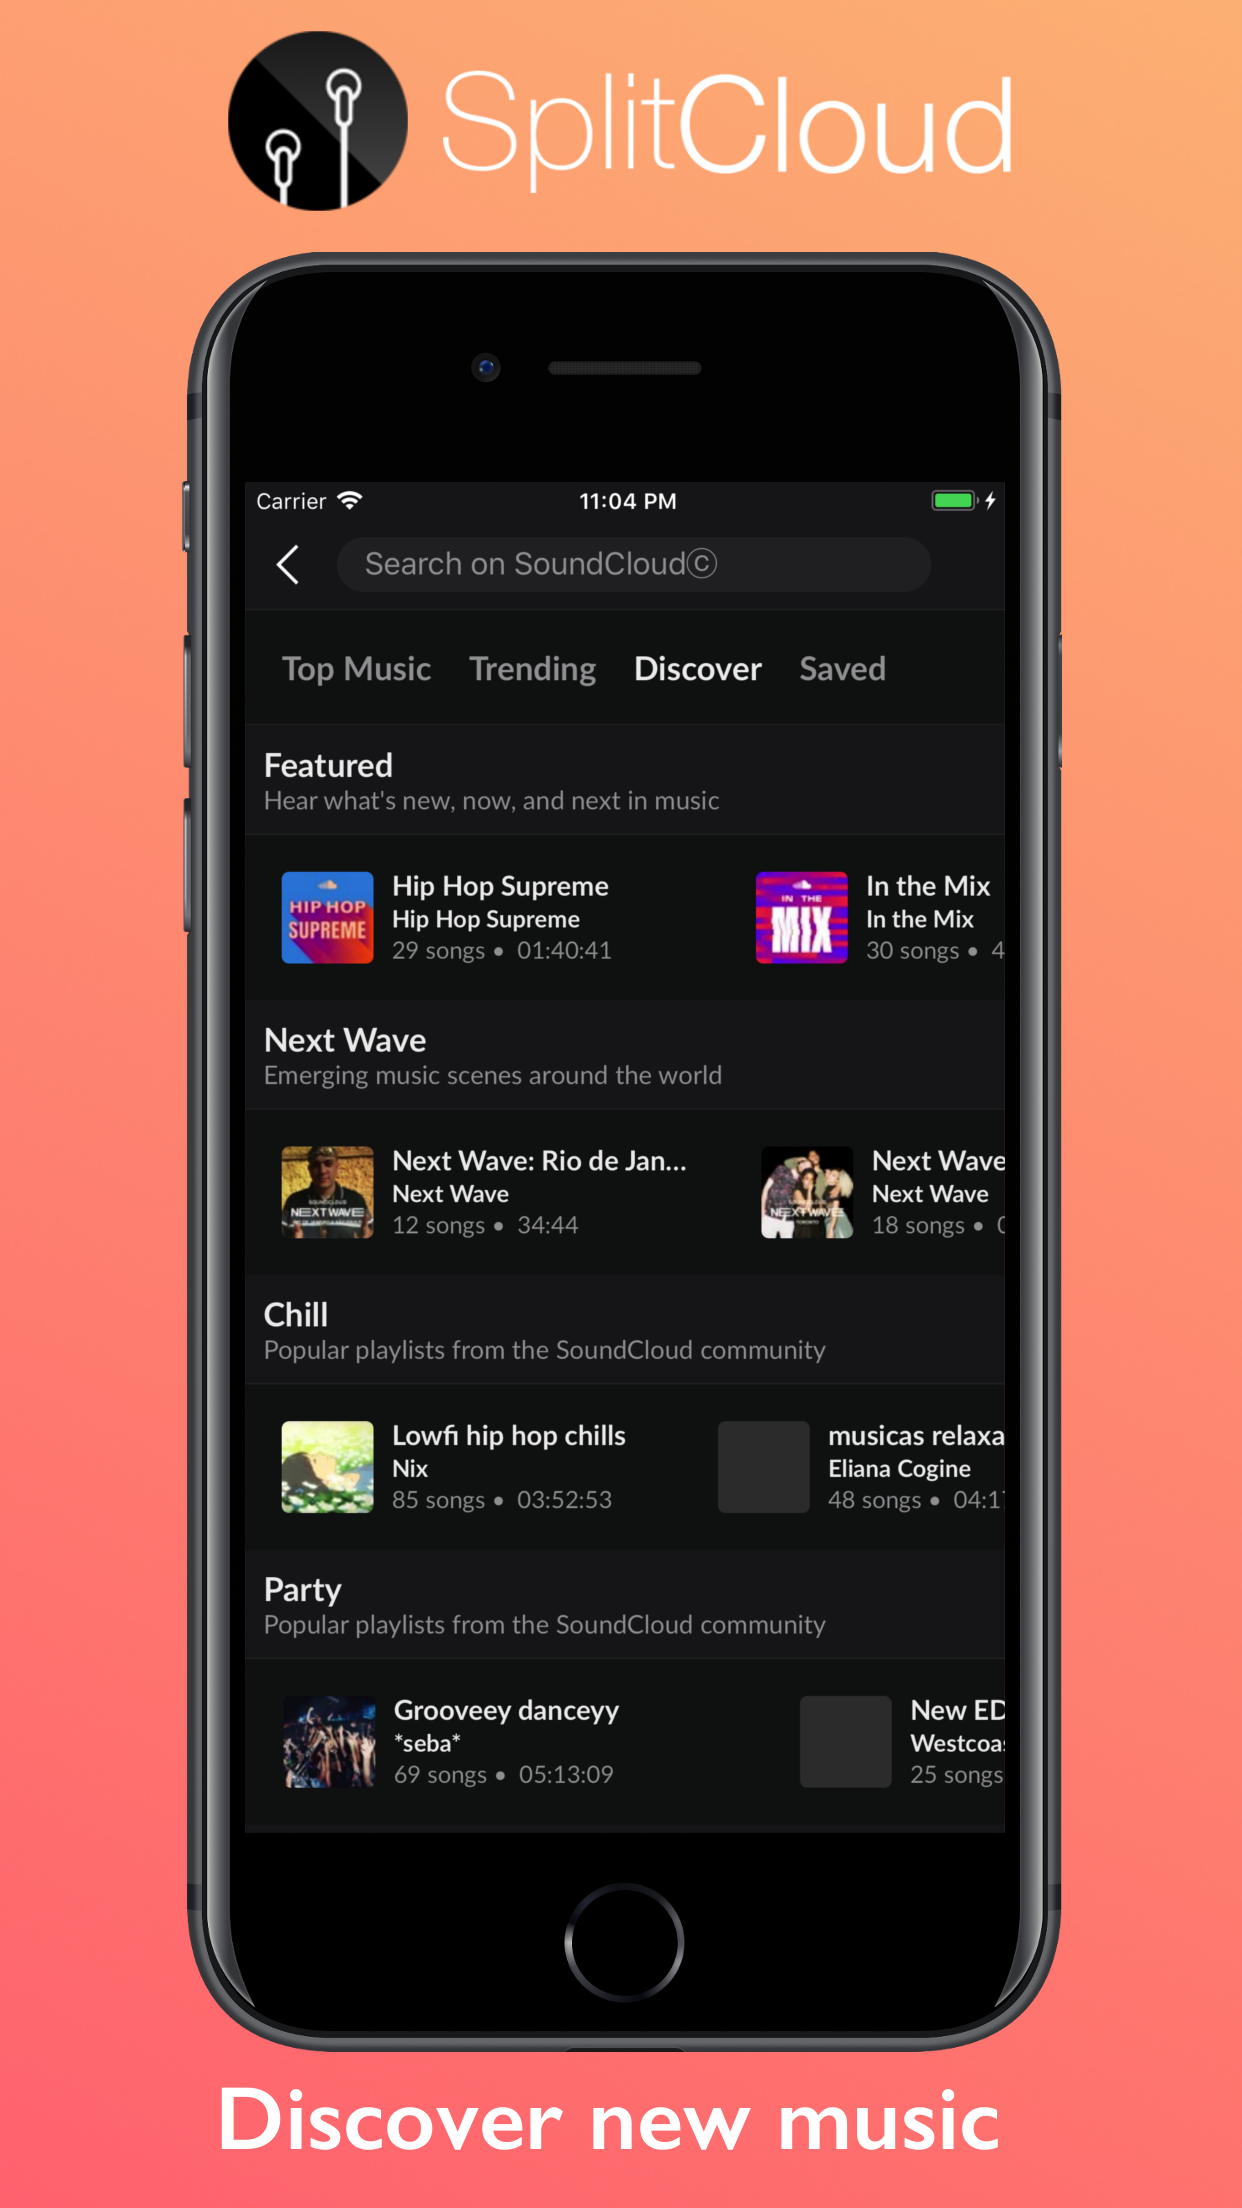 SplitCloud
Carrier
11:04 PM
Search on SoundCloudⓒ
Top Music Trending Discover Saved
Featured
Hear what's new, now, and next in music
HIP HOP
SUPREME
Hip Hop Supreme
Hip Hop Supreme
29 songs • 01:40:41
IN THE
MIX
In the Mix
In the Mix
30 songs • 4
Next Wave
Emerging music scenes around the world
SOUNDCLOUD
NEXTWAVE
Next Wave: Rio de Jan...
Next Wave
12 songs • 34:44
NEXTWAVE
TORONTO
Next Wave
Next Wave
18 songs •
Chill
Popular playlists from the SoundCloud community
Lowfi hip hop chills
Nix
85 songs • 03:52:53
musicas relaxa
Eliana Cogine
48 songs • 04:1
Party
Popular playlists from the SoundCloud community
Grooveey danceyy
*seba*
69 songs • 05:13:09
New ED
Westcoas
25 songs
Discover new music